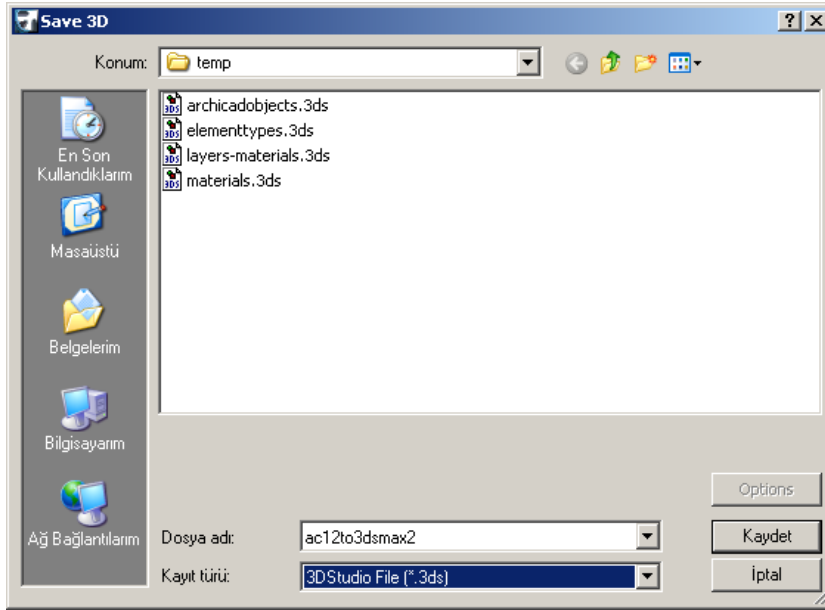 Save 3D
Konum:
temp
archicadobjects.3ds
elementtypes.3ds
layers-materials.3ds
materials.3ds
En Son
Kullandıklarım
Masaüstü
Belgelerim
Bilgisayarım
Ağ Bağlantılarım
Options
Dosya adı:
ac12to3dsmax2
Kaydet
Kayıt türü:
3DStudio File (*.3ds)
İptal